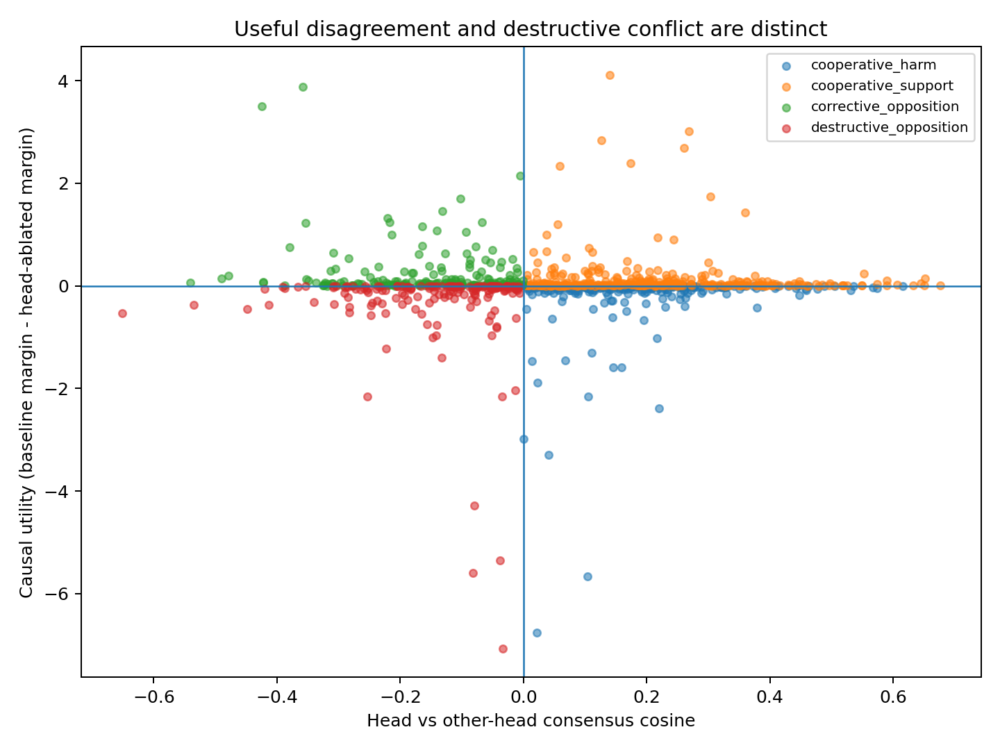 Useful disagreement and destructive conflict are distinct
cooperative_harm
cooperative_support
corrective_opposition
destructive_opposition
Causal utility (baseline margin - head-ablated margin)
4
2
0
−2
−4
−6
−0.6
−0.4
−0.2
0.0
0.2
0.4
0.6
Head vs other-head consensus cosine